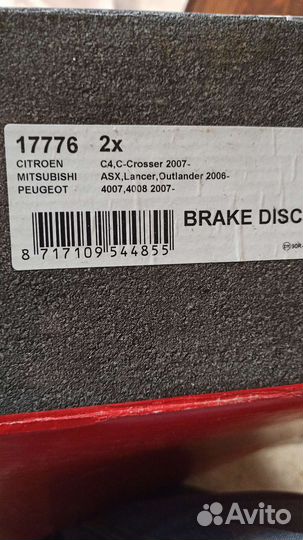 17776 2x
CITROEN C4,C-Crosser 2007-
MITSUBISHI ASX,Lancer,Outlander 2006-
PEUGEOT 4007,4008 2007-
BRAKE DISC
8 717109 544855
Avito